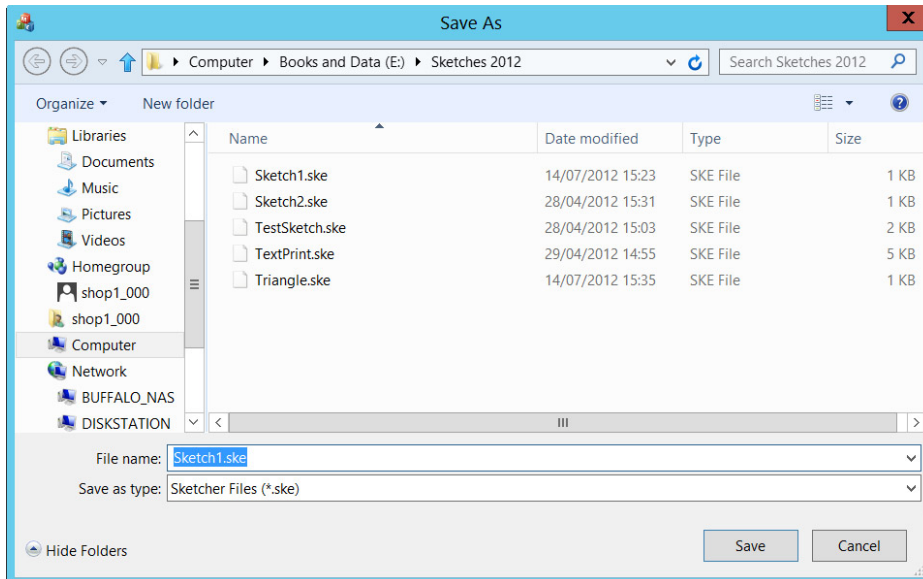 Save As
x
Computer Books and Data (E:) Sketches 2012
Search Sketches 2012
Organize New folder
?
Libraries
Documents
Music
Pictures
Videos
Homegroup
shop1_000
shop1_000
Computer
Network
BUFFALO_NAS
DISKSTATION
Name Date modified Type Size
Sketch1.ske 14/07/2012 15:23 SKE File 1 KB
Sketch2.ske 28/04/2012 15:31 SKE File 1 KB
TestSketch.ske 28/04/2012 15:03 SKE File 2 KB
TextPrint.ske 29/04/2012 14:55 SKE File 5 KB
Triangle.ske 14/07/2012 15:35 SKE File 1 KB
File name: Sketch1.ske
Save as type: Sketcher Files (*.ske)
Hide Folders
Save Cancel